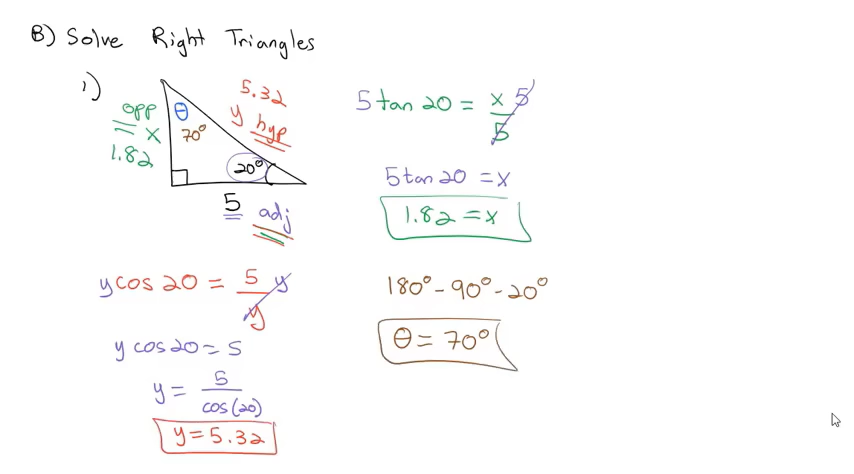 B) Solve Right Triangles
i)
opp
x
1.82
θ
70°
5.32
y hyp
20°
5
adj
5 tan 20 = x 5
5
5 tan 20 = x
1.82 = x
y cos 20 = 5 y
y
y cos 20 = 5
y = 5
cos(20)
y = 5.32
180° - 90° - 20°
θ = 70°